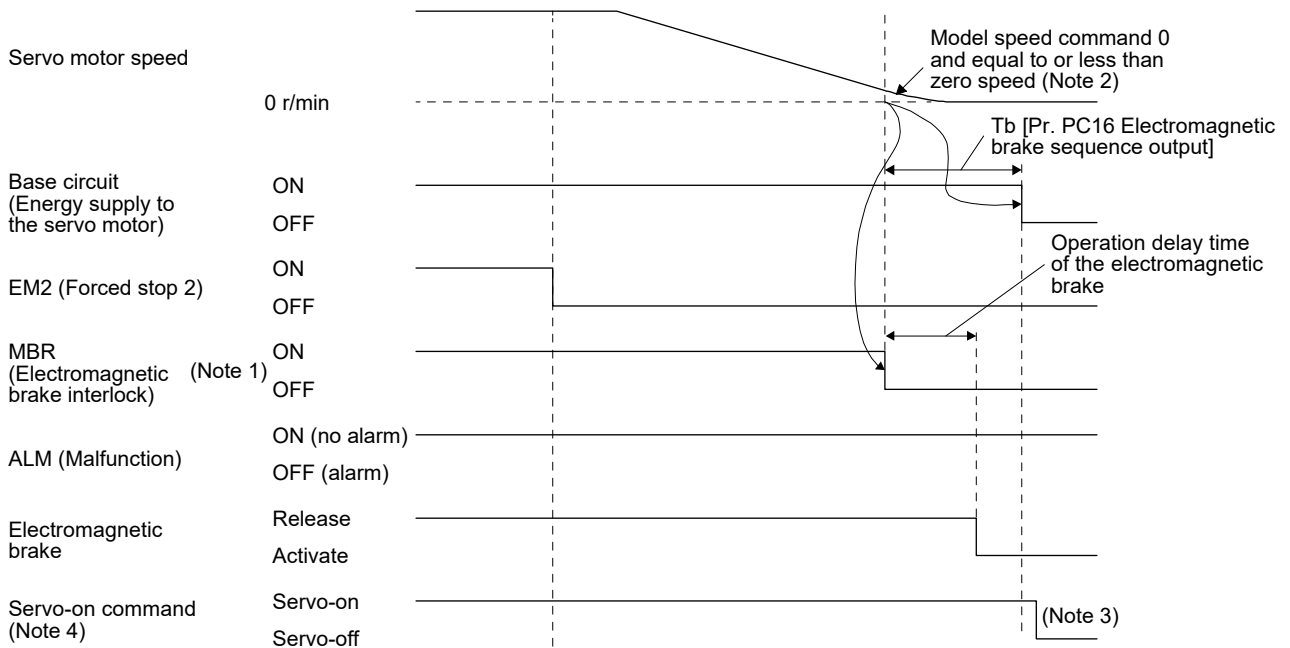 Servo motor speed
0 r/min
Model speed command 0
and equal to or less than
zero speed (Note 2)
Tb [Pr. PC16 Electromagnetic
brake sequence output]
Base circuit
(Energy supply to
the servo motor)
ON
OFF
Operation delay time
of the electromagnetic
brake
EM2 (Forced stop 2)
ON
OFF
MBR
(Electromagnetic
brake interlock)
(Note 1)
ON
OFF
ALM (Malfunction)
ON (no alarm)
OFF (alarm)
Electromagnetic
brake
Release
Activate
Servo-on command
(Note 4)
Servo-on
Servo-off
(Note 3)